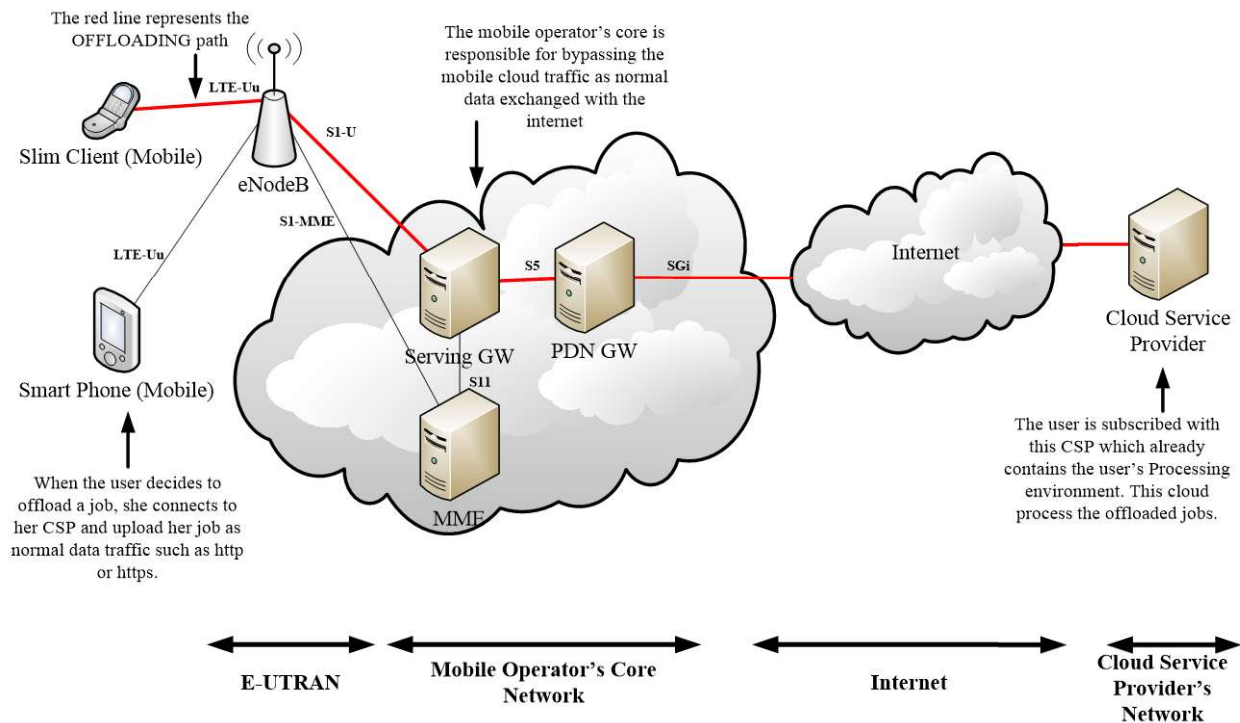 The red line represents the
OFFLOADING path
LTE-Uu
Slim Client (Mobile)
eNodeB
S1-U
The mobile operator's core is
responsible for bypassing the
mobile cloud traffic as normal
data exchanged with the
internet
S1-MME
LTE-Uu
Smart Phone (Mobile)
When the user decides to
offload a job, she connects to
her CSP and upload her job as
normal data traffic such as http
or https.
Serving GW
S5
PDN GW
SGi
S11
MME
Internet
Cloud Service
Provider
The user is subscribed with
this CSP which already
contains the user's Processing
environment. This cloud
process the offloaded jobs.
E-UTRAN
Mobile Operator's Core
Network
Internet
Cloud Service
Provider's
Network